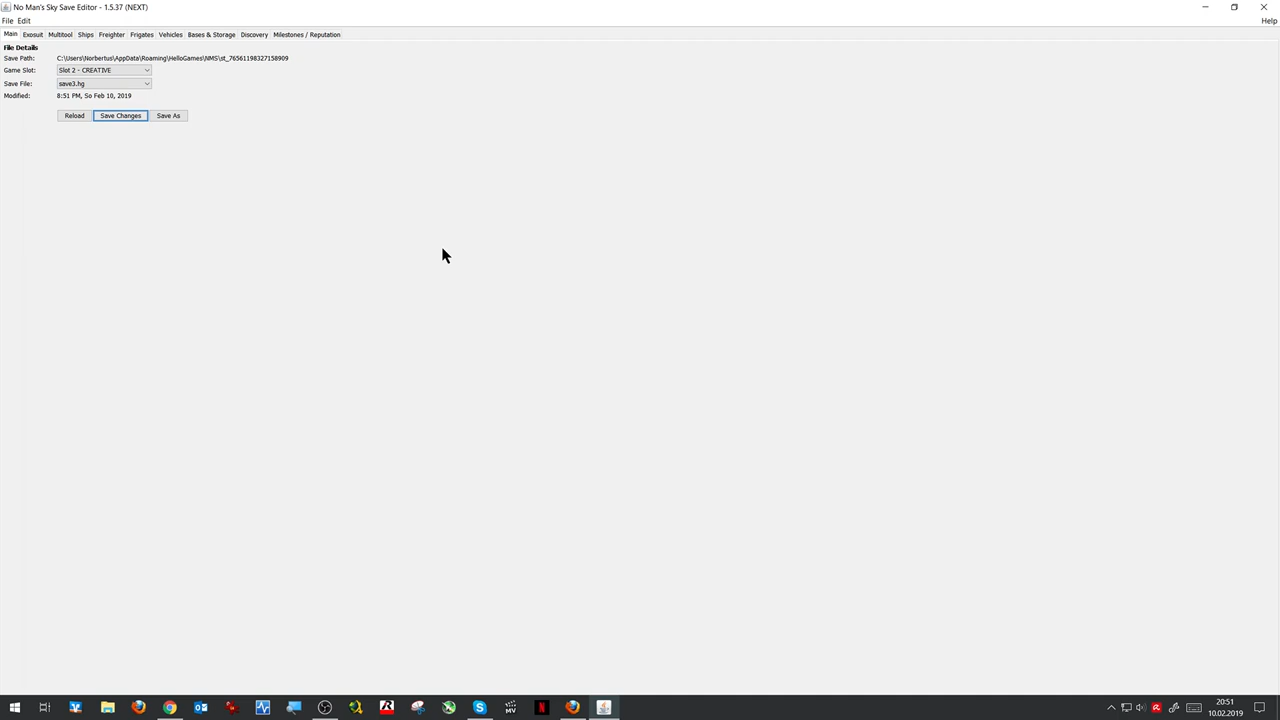 No Man's Sky Save Editor - 1.5.37 (NEXT)
File Edit Help
Main Exosuit Multitool Ships Freighter Frigates Vehicles Bases & Storage Discovery Milestones / Reputation
File Details
Save Path: C:\Users\Norbertus\AppData\Roaming\HelloGames\NMS\st_76561198327158909
Game Slot: Slot 2 - CREATIVE
Save File: save3.hg
Modified: 8:51 PM, So Feb 10, 2019
Reload Save Changes Save As
MV N
20:51
10.02.2019